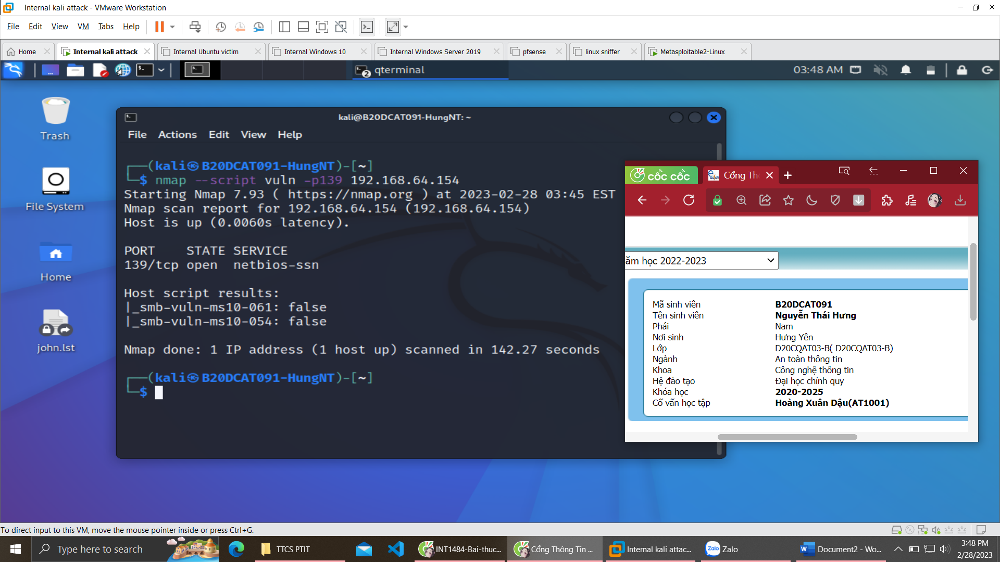 Internal kali attack - VMware Workstation
File Edit View VM Tabs Help
Home
Internal kali attack
Internal Ubuntu victim
Internal Windows 10
Internal Windows Server 2019
pfsense
linux sniffer
Metasploitable2-Linux
2 qterminal
03:48 AM
Trash
File System
Home
john.lst
kali@B20DCAT091-HungNT: ~
File Actions Edit View Help
┌──(kali㉿B20DCAT091-HungNT)-[~]
└─$ nmap --script vuln -p139 192.168.64.154
Starting Nmap 7.93 ( https://nmap.org ) at 2023-02-28 03:45 EST
Nmap scan report for 192.168.64.154 (192.168.64.154)
Host is up (0.0060s latency).
PORT    STATE SERVICE
139/tcp open  netbios-ssn
Host script results:
|_smb-vuln-ms10-061: false
|_smb-vuln-ms10-054: false
Nmap done: 1 IP address (1 host up) scanned in 142.27 seconds
┌──(kali㉿B20DCAT091-HungNT)-[~]
└─$
cốc cốc
Cổng Th
ăm học 2022-2023
Mã sinh viên B20DCAT091
Tên sinh viên Nguyễn Thái Hưng
Phái Nam
Nơi sinh Hưng Yên
Lớp D20CQAT03-B( D20CQAT03-B)
Ngành An toàn thông tin
Khoa Công nghệ thông tin
Hệ đào tạo Đại học chính quy
Khóa học 2020-2025
Cố vấn học tập Hoàng Xuân Dậu(AT1001)
To direct input to this VM, move the mouse pointer inside or press Ctrl+G.
Type here to search
TTCS PTIT
INT1484-Bai-thuc...
Cổng Thông Tin ...
Internal kali attac...
Zalo Zalo
Document2 - Wo...
3:48 PM
2/28/2023